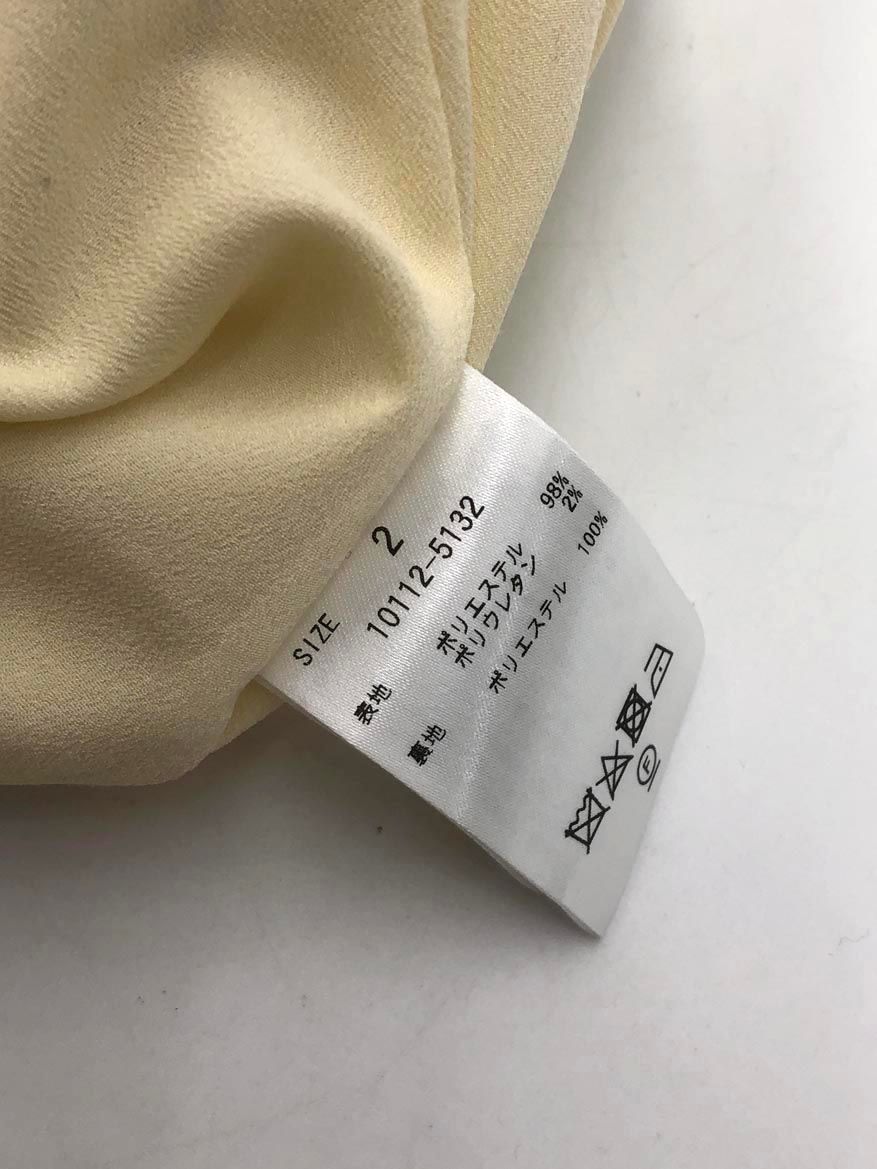 SIZE 2
10112-5132
表地 ポリエステル 98%
ポリウレタン 2%
裏地 ポリエステル 100%
F